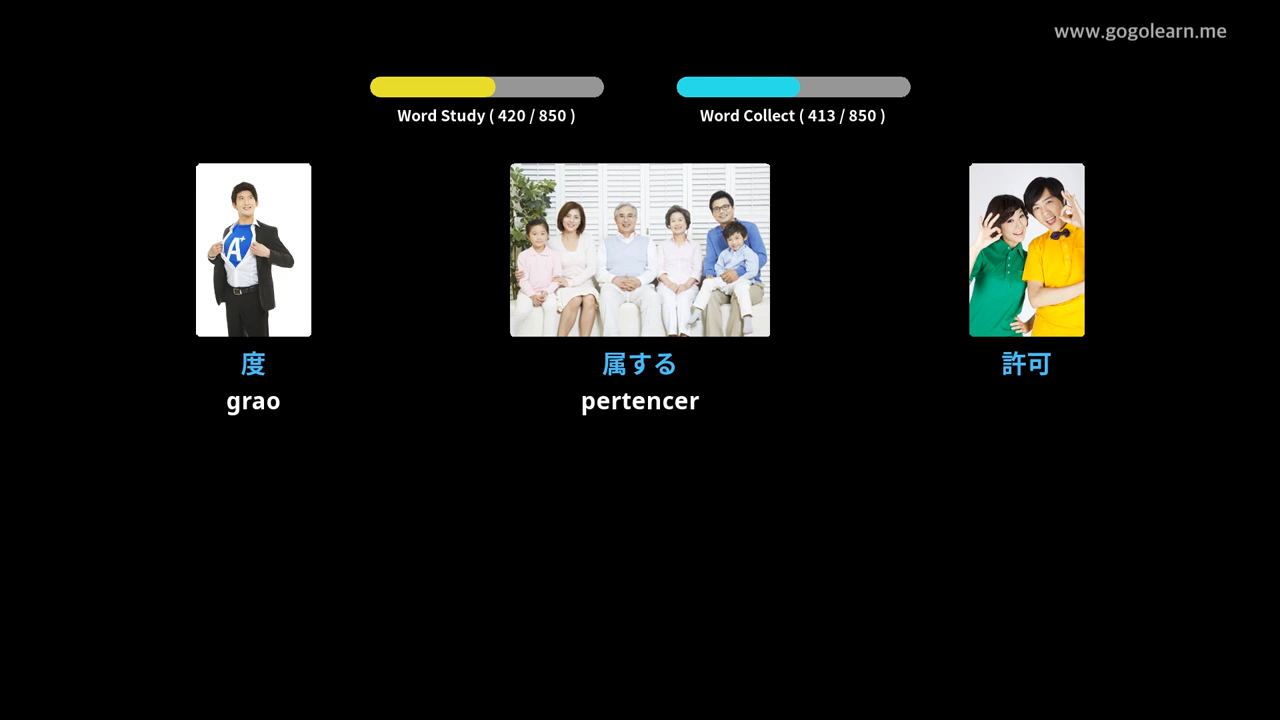 www.gogolearn.me
Word Study ( 420 / 850 )
Word Collect ( 413 / 850 )
A+
度
属する
許可
grao
pertencer